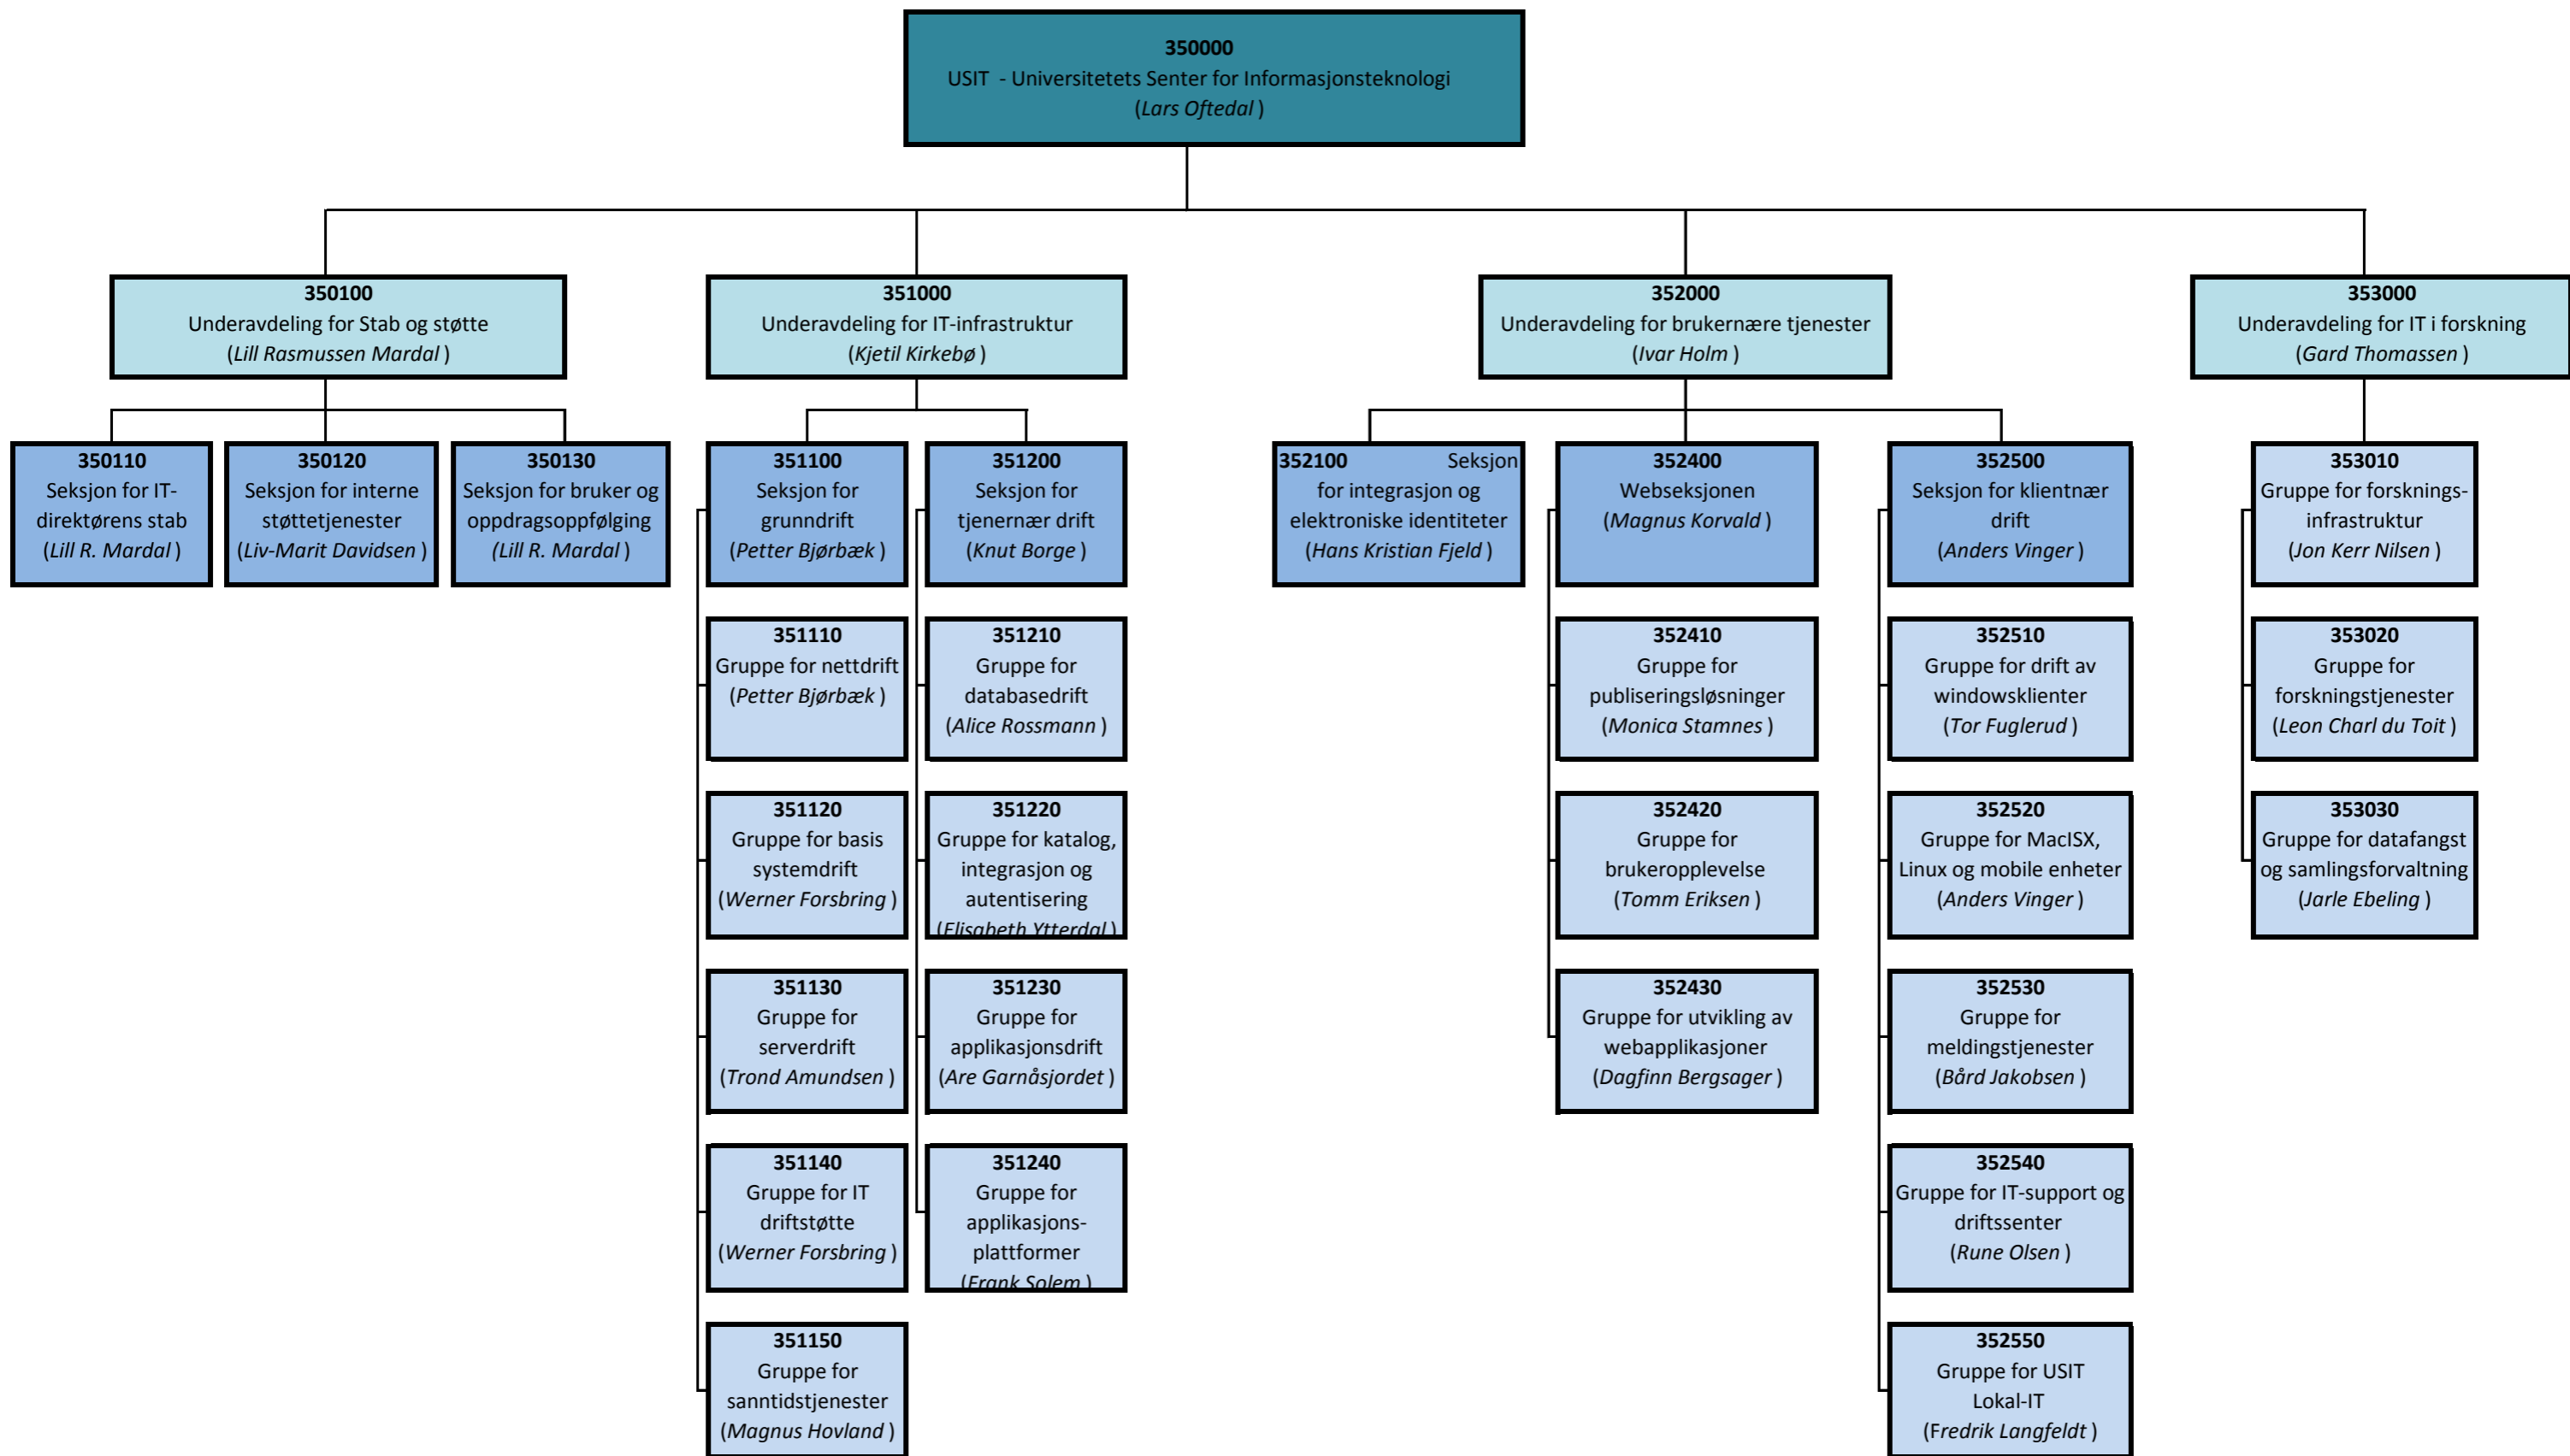 350000
USIT - Universitetets Senter for Informasjonsteknologi
(Lars Oftedal )
350100
Underavdeling for Stab og støtte
(Lill Rasmussen Mardal )
351000
Underavdeling for IT-infrastruktur
(Kjetil Kirkebø )
352000
Underavdeling for brukernære tjenester
(Ivar Holm )
353000
Underavdeling for IT i forskning
(Gard Thomassen )
350110
Seksjon for IT-
direktørens stab
(Lill R. Mardal )
350120
Seksjon for interne
støttetjenester
(Liv-Marit Davidsen )
350130
Seksjon for bruker og
oppdragsoppfølging
(Lill R. Mardal )
351100
Seksjon for
grunndrift
(Petter Bjørbæk )
351200
Seksjon for
tjenernær drift
(Knut Borge )
352100 Seksjon
for integrasjon og
elektroniske identiteter
(Hans Kristian Fjeld )
352400
Webseksjonen
(Magnus Korvald )
352500
Seksjon for klientnær
drift
(Anders Vinger )
353010
Gruppe for forsknings-
infrastruktur
(Jon Kerr Nilsen )
351110
Gruppe for nettdrift
(Petter Bjørbæk )
351210
Gruppe for
databasedrift
(Alice Rossmann )
352410
Gruppe for
publiseringsløsninger
(Monica Stamnes )
352510
Gruppe for drift av
windowsklienter
(Tor Fuglerud )
353020
Gruppe for
forskningstjenester
(Leon Charl du Toit )
351120
Gruppe for basis
systemdrift
(Werner Forsbring )
351220
Gruppe for katalog,
integrasjon og
autentisering
(Elisabeth Ytterdal )
352420
Gruppe for
brukeropplevelse
(Tomm Eriksen )
352520
Gruppe for MacISX,
Linux og mobile enheter
(Anders Vinger )
353030
Gruppe for datafangst
og samlingsforvaltning
(Jarle Ebeling )
351130
Gruppe for
serverdrift
(Trond Amundsen )
351230
Gruppe for
applikasjonsdrift
(Are Garnåsjordet )
352430
Gruppe for utvikling av
webapplikasjoner
(Dagfinn Bergsager )
352530
Gruppe for
meldingstjenester
(Bård Jakobsen )
351140
Gruppe for IT
driftstøtte
(Werner Forsbring )
351240
Gruppe for
applikasjons-
plattformer
(Frank Solem )
352540
Gruppe for IT-support og
driftssenter
(Rune Olsen )
351150
Gruppe for
sanntidstjenester
(Magnus Hovland )
352550
Gruppe for USIT
Lokal-IT
(Fredrik Langfeldt )